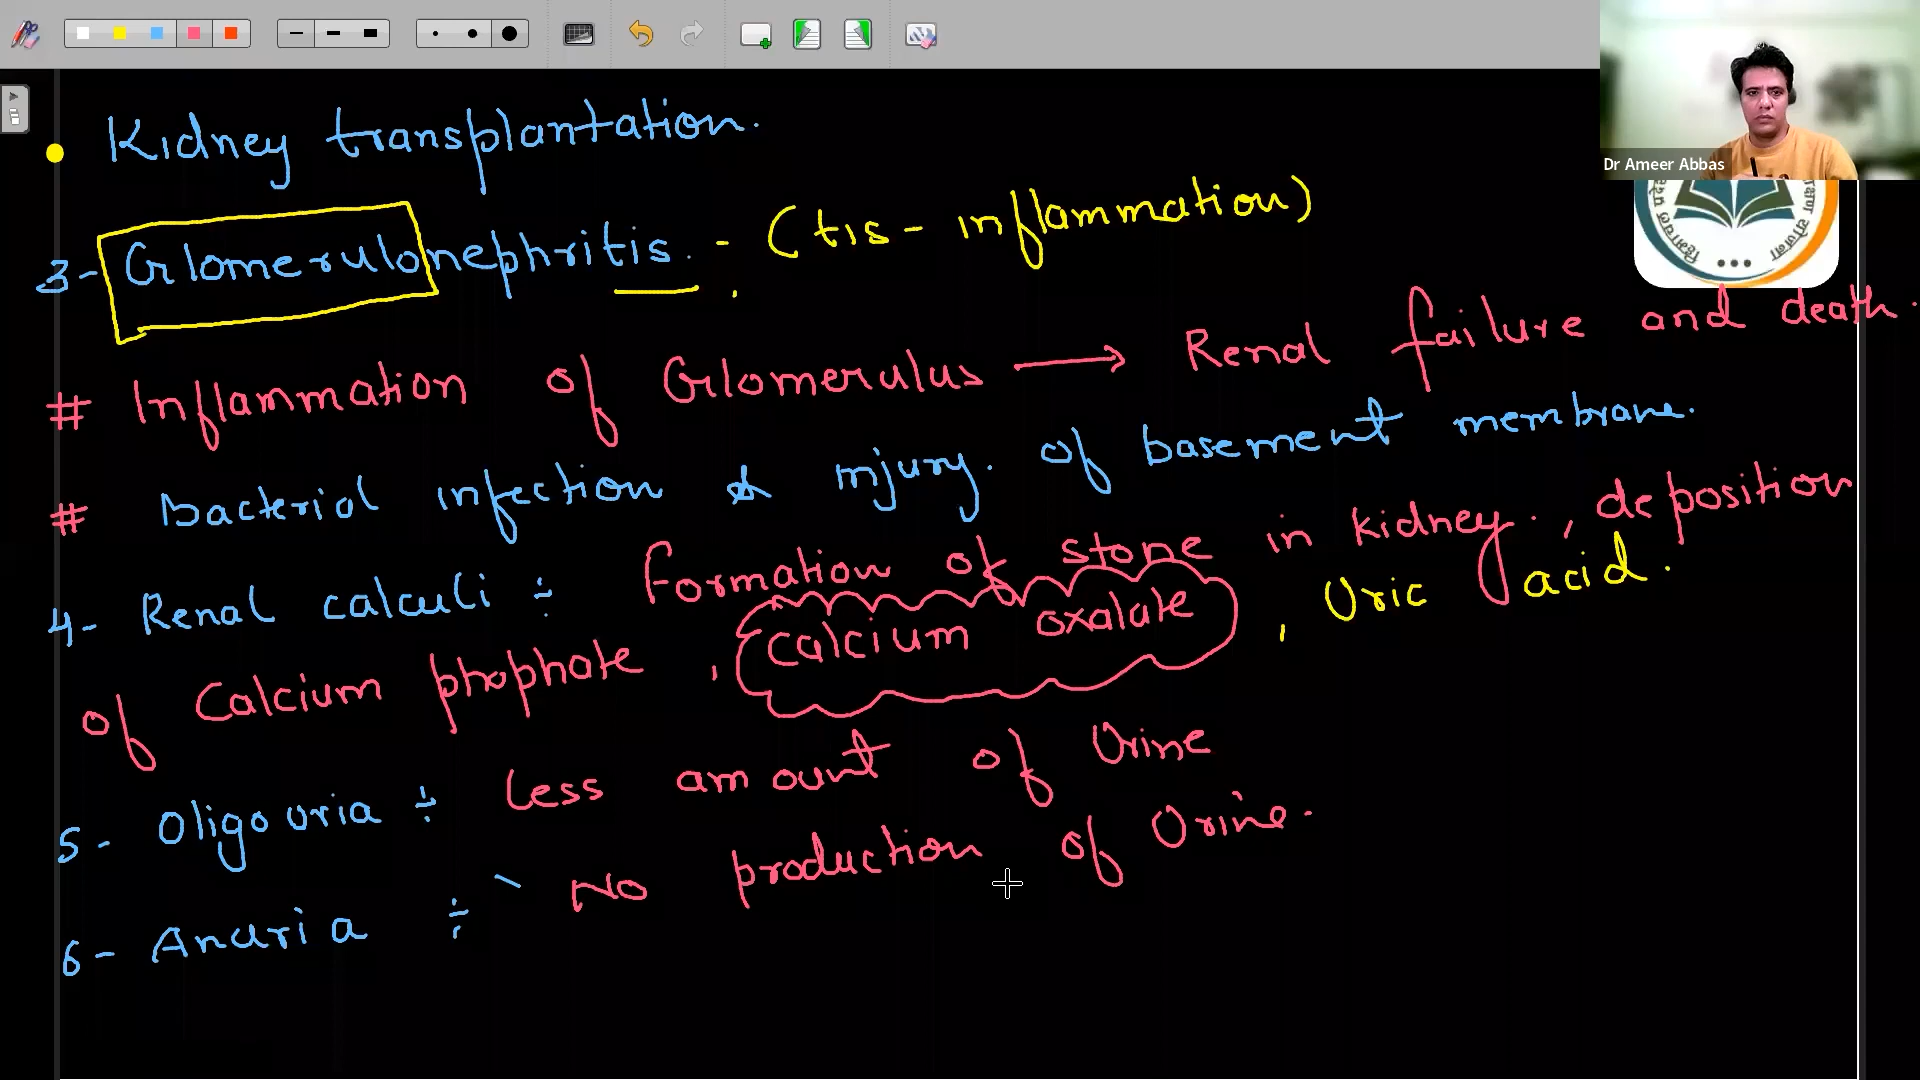 Dr Ameer Abbas
• Kidney transplantation.
3- Glomerulonephritis. - (tis - inflammation)
# Inflammation of Glomerulus → Renal failure and death.
# Bacterial infection & injury. of basement membrane.
4- Renal calculi ÷ Formation of stone in kidney. , deposition
of Calcium phophate , calcium oxalate , Uric acid.
5- Oligouria ÷ Less amount of Urine
6- Anuria ÷ No production of Urine.